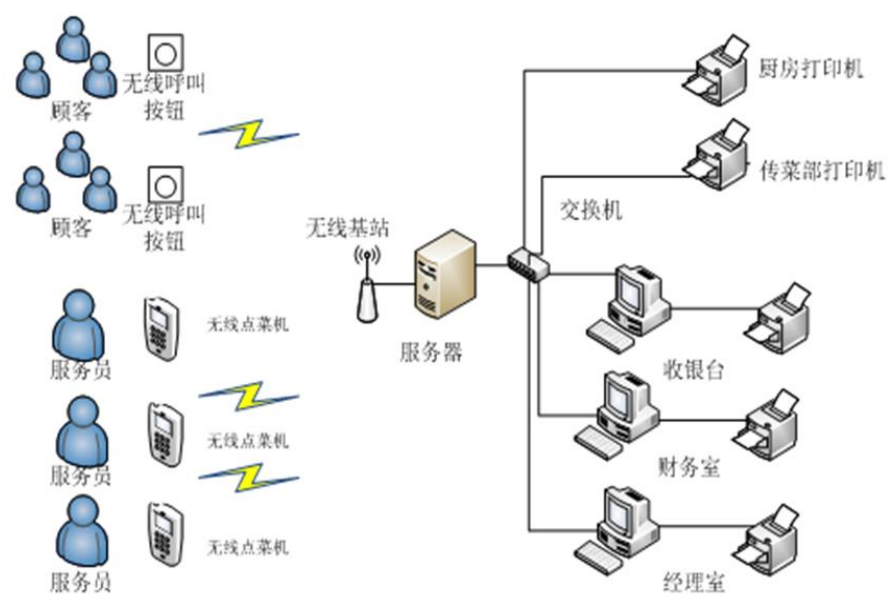 顾客
无线呼叫
按钮
顾客
无线呼叫
按钮
服务员
无线点菜机
服务员
无线点菜机
服务员
无线点菜机
无线基站
服务器
交换机
厨房打印机
传菜部打印机
收银台
财务室
经理室